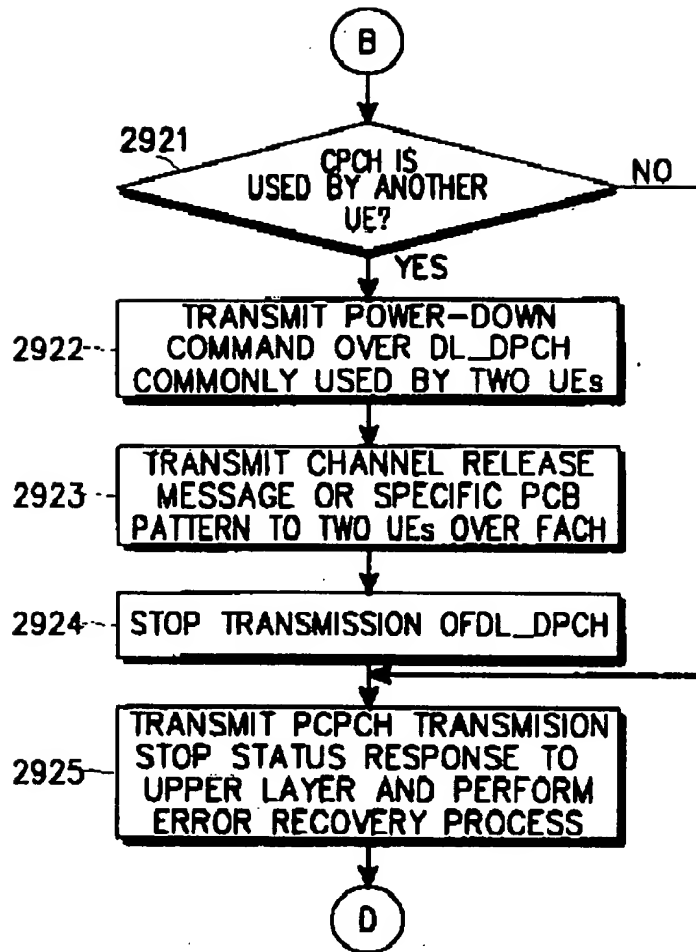 B
2921
CPCH IS
USED BY ANOTHER
UE?
NO
YES
2922
TRANSMIT POWER-DOWN
COMMAND OVER DL_DPCH
COMMONLY USED BY TWO UEs
2923
TRANSMIT CHANNEL RELEASE
MESSAGE OR SPECIFIC PCB
PATTERN TO TWO UEs OVER FACH
2924
STOP TRANSMISSION OFDL_DPCH
2925
TRANSMIT PCPCH TRANSMISION
STOP STATUS RESPONSE TO
UPPER LAYER AND PERFORM
ERROR RECOVERY PROCESS
D